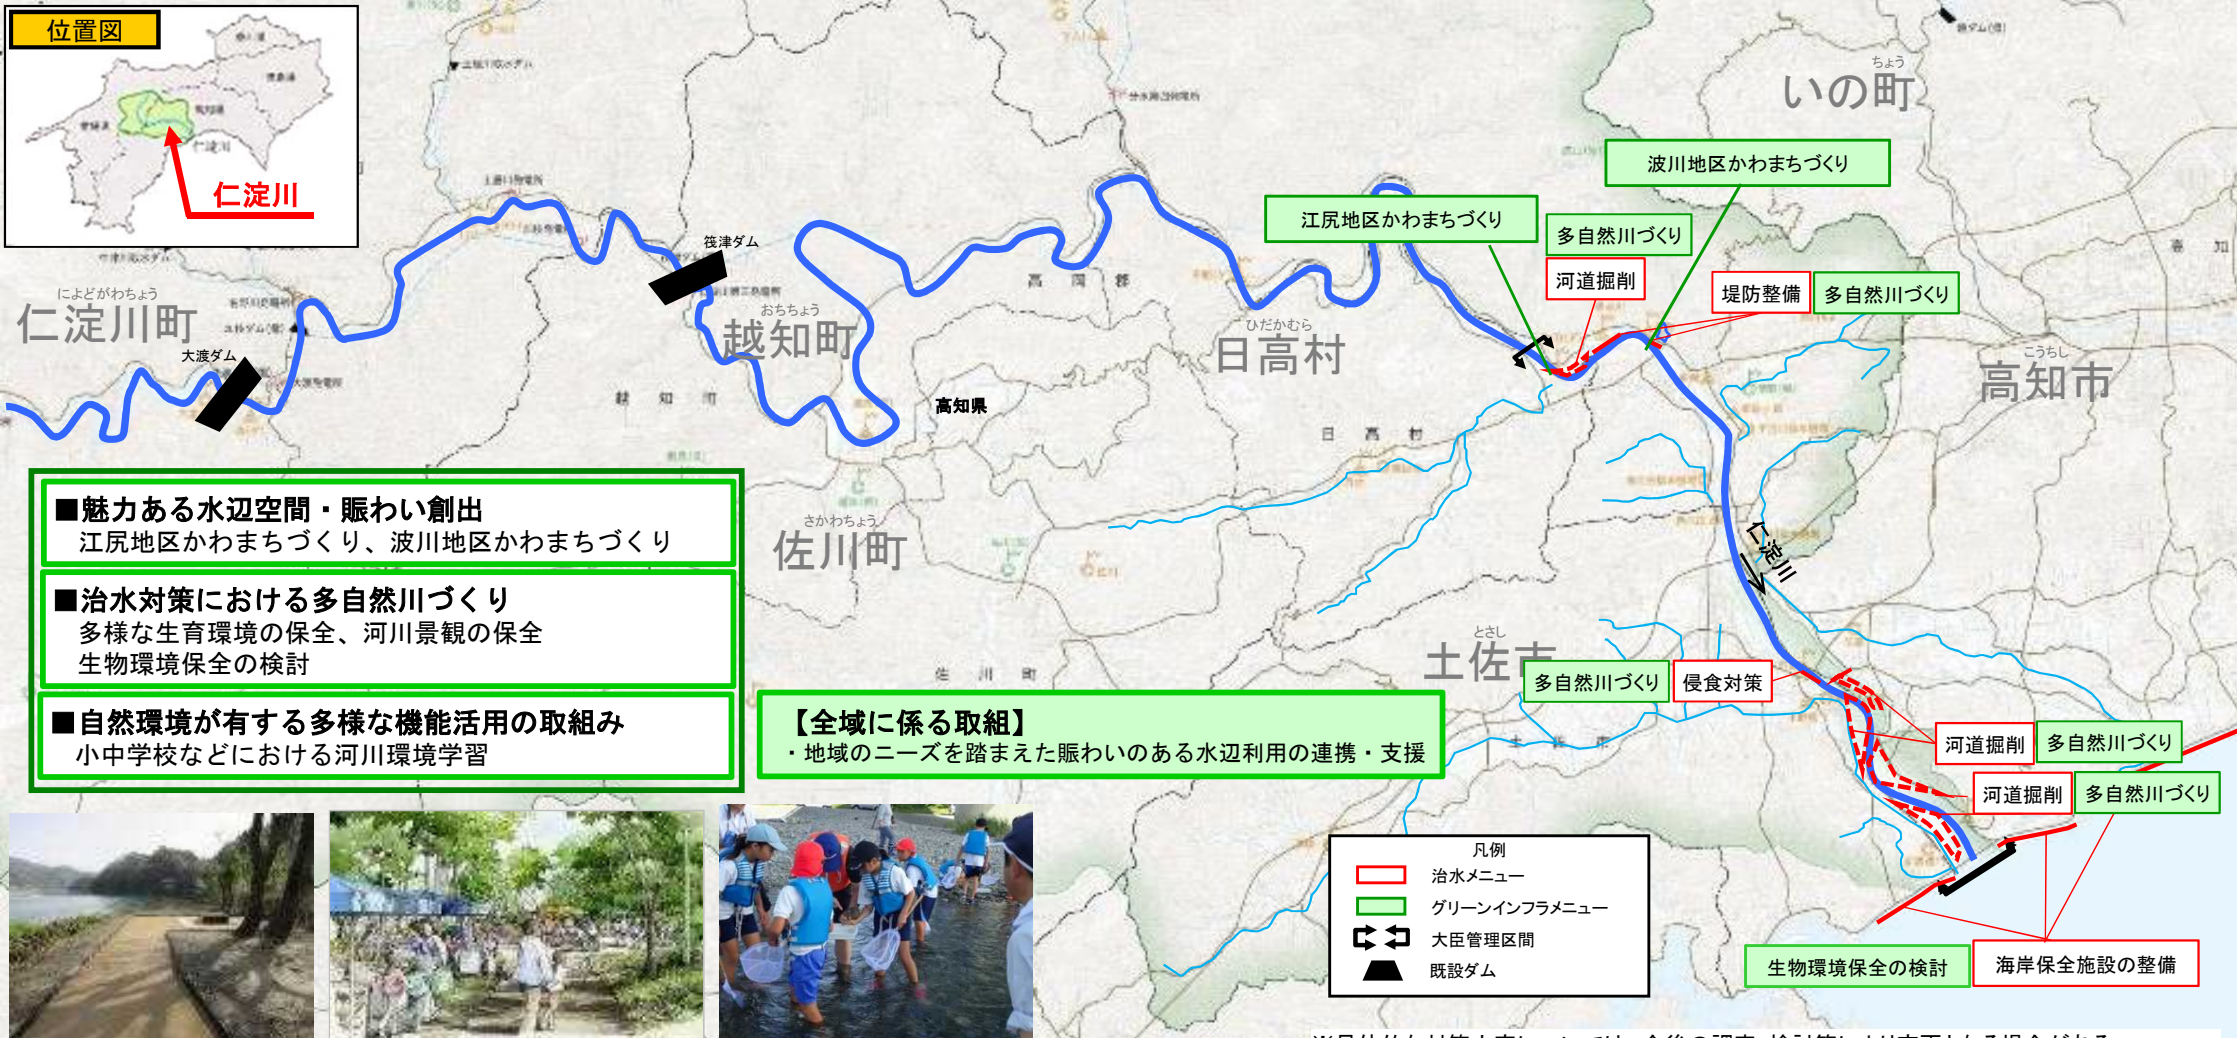 位置図
仁淀川
ちょう
いの町
波川地区かわまちづくり
江尻地区かわまちづくり
多自然川づくり
河道掘削
堤防整備
多自然川づくり
筏津ダム
によどがわちょう
仁淀川町
大渡ダム
おちちょう
越知町
高岡郡
ひだかむら
日高村
こうちし
高知市
越知町
高知県
日高村
さかわちょう
佐川町
仁淀川
とさし
土佐市
佐川町
多自然川づくり
侵食対策
土佐市
河道掘削
多自然川づくり
河道掘削
多自然川づくり
■魅力ある水辺空間・賑わい創出
江尻地区かわまちづくり、波川地区かわまちづくり
■治水対策における多自然川づくり
多様な生育環境の保全、河川景観の保全
生物環境保全の検討
■自然環境が有する多様な機能活用の取組み
小中学校などにおける河川環境学習
【全域に係る取組】
・地域のニーズを踏まえた賑わいのある水辺利用の連携・支援
凡例
治水メニュー
グリーンインフラメニュー
大臣管理区間
既設ダム
生物環境保全の検討
海岸保全施設の整備